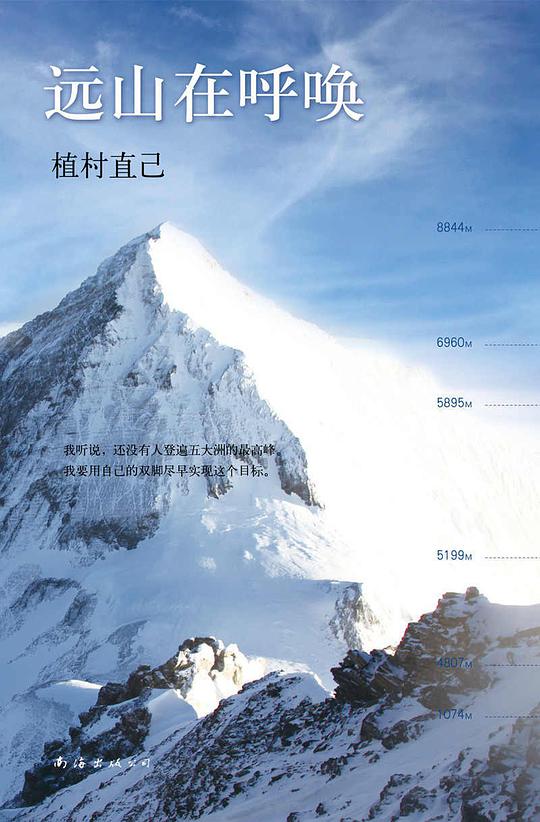 远山在呼唤
植村直己
8844M
6960M
5895M
我听说，还没有人登遍五大洲的最高峰，
我要用自己的双脚尽早实现这个目标。
5199M
4807M
1074M
南海出版公司